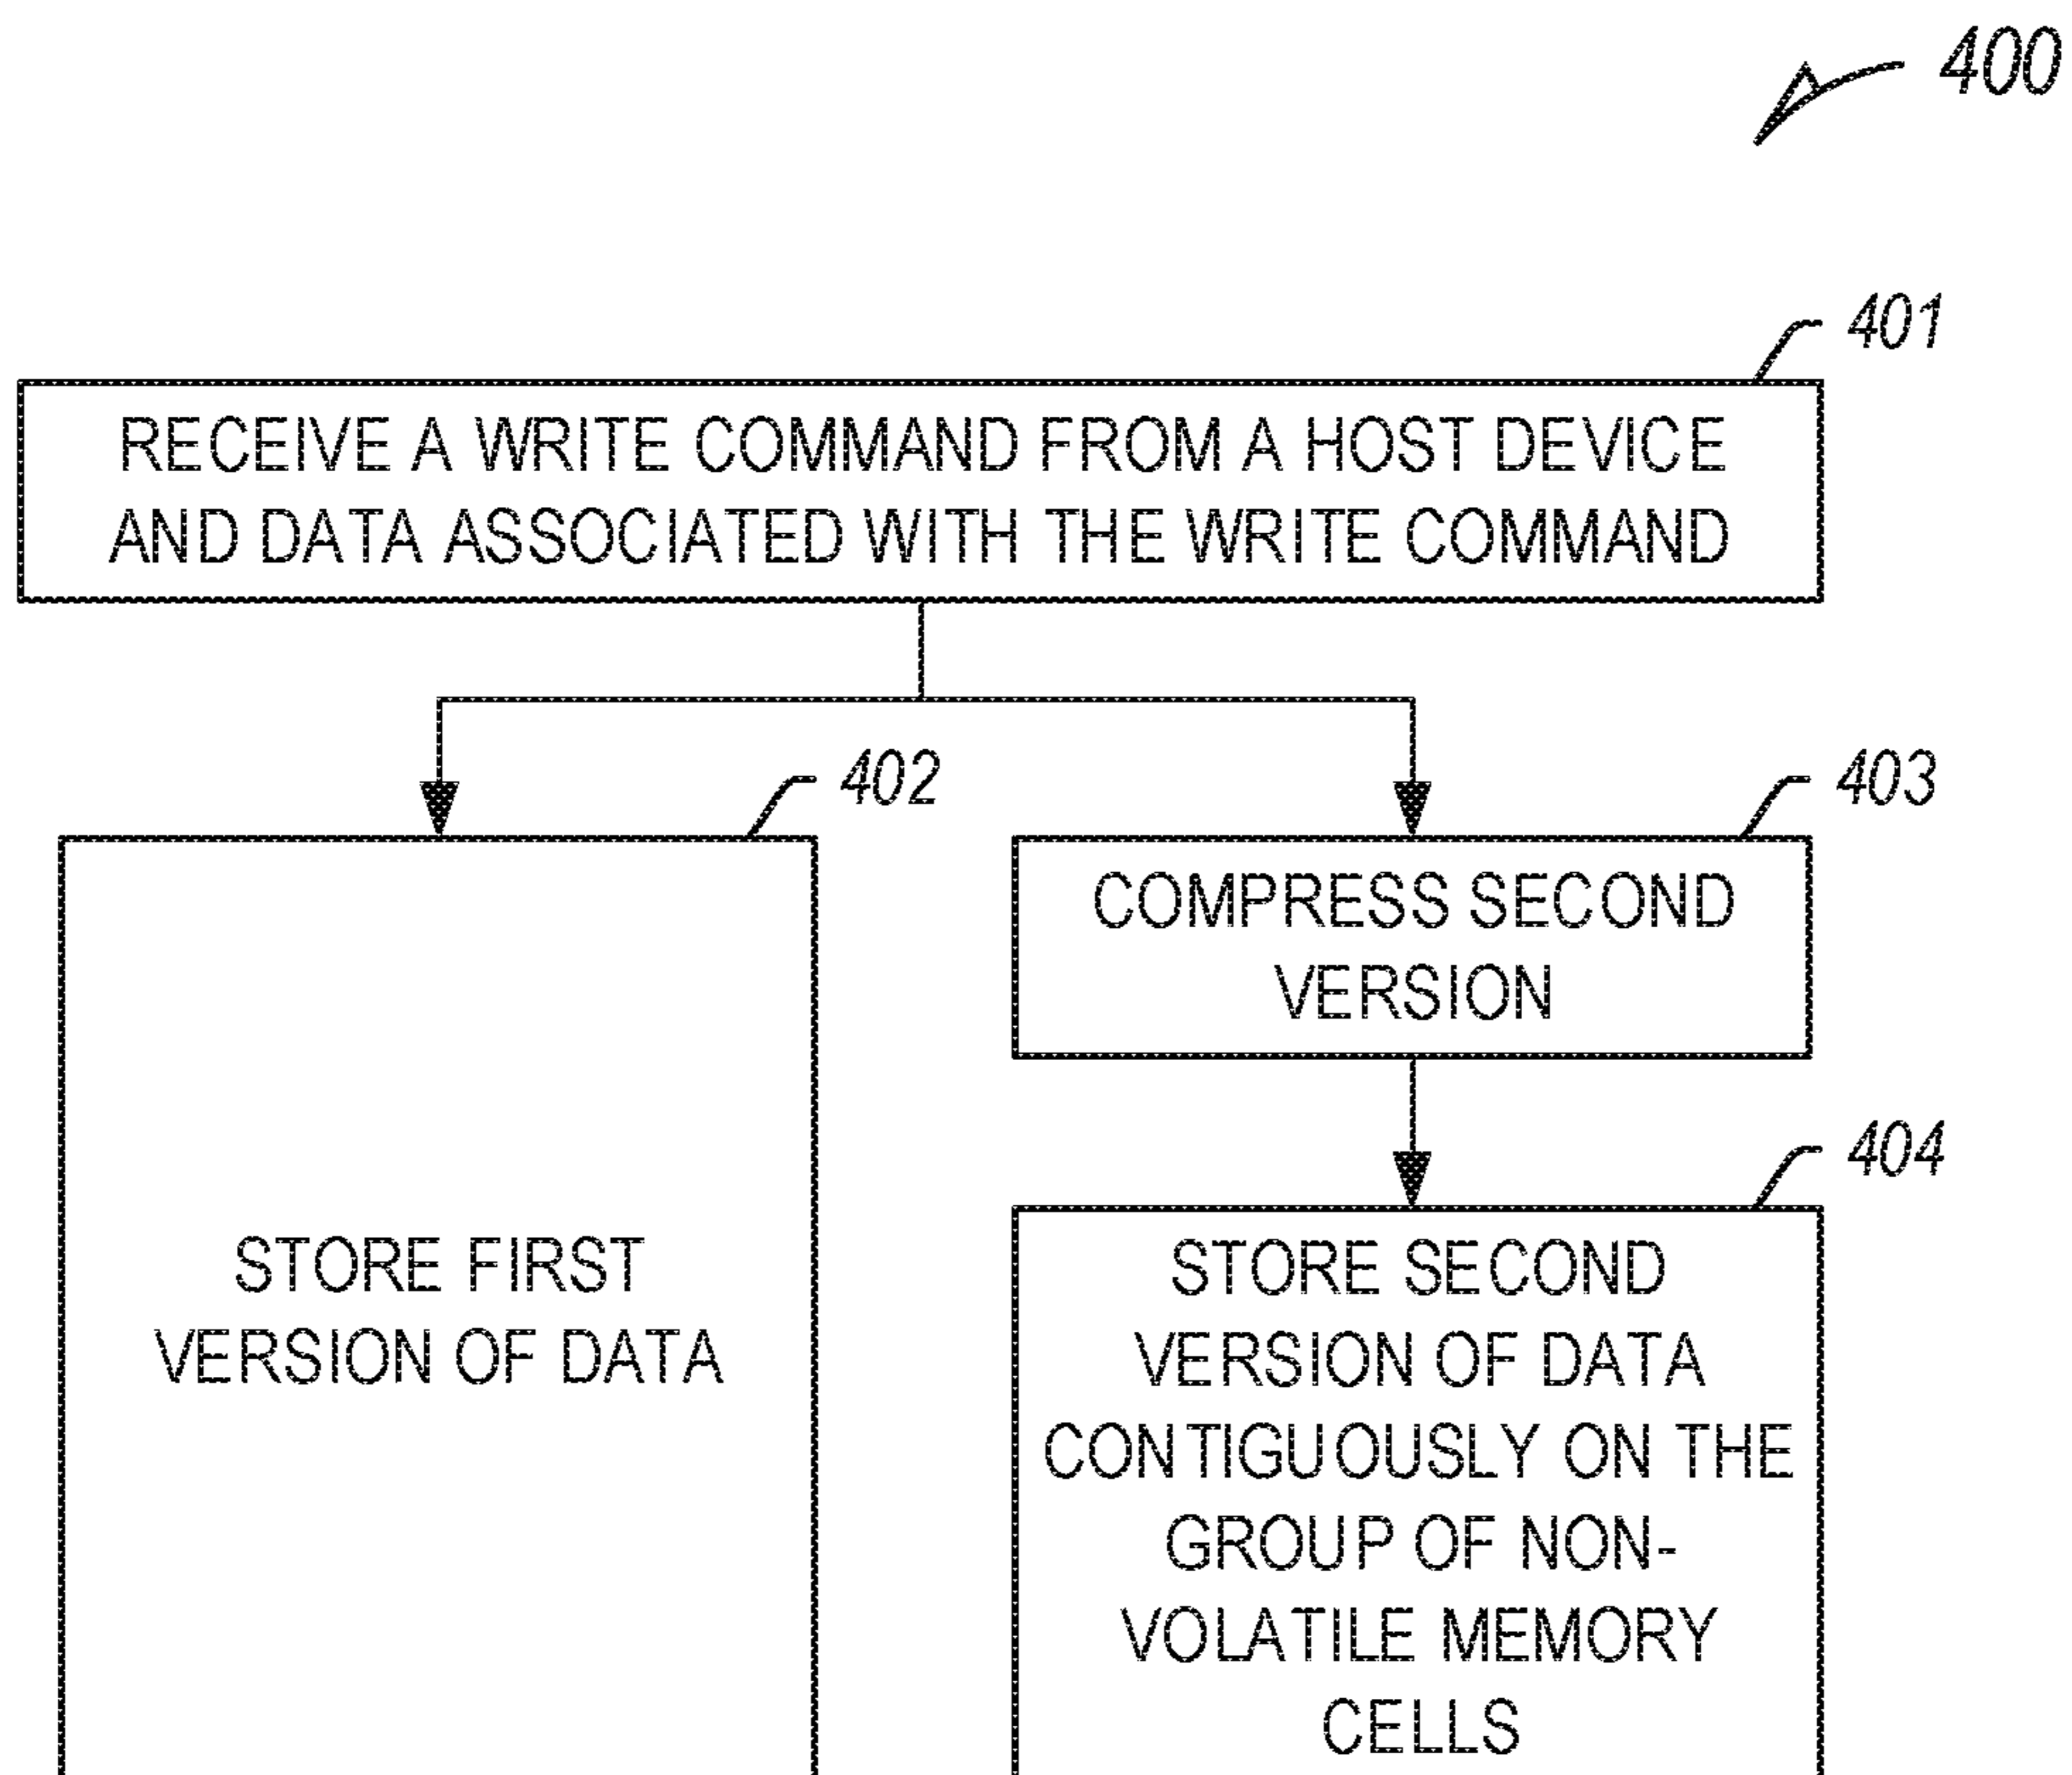 400
401
RECEIVE A WRITE COMMAND FROM A HOST DEVICE
AND DATA ASSOCIATED WITH THE WRITE COMMAND
402
STORE FIRST
VERSION OF DATA
403
COMPRESS SECOND
VERSION
404
STORE SECOND
VERSION OF DATA
CONTIGUOUSLY ON THE
GROUP OF NON-
VOLATILE MEMORY
CELLS